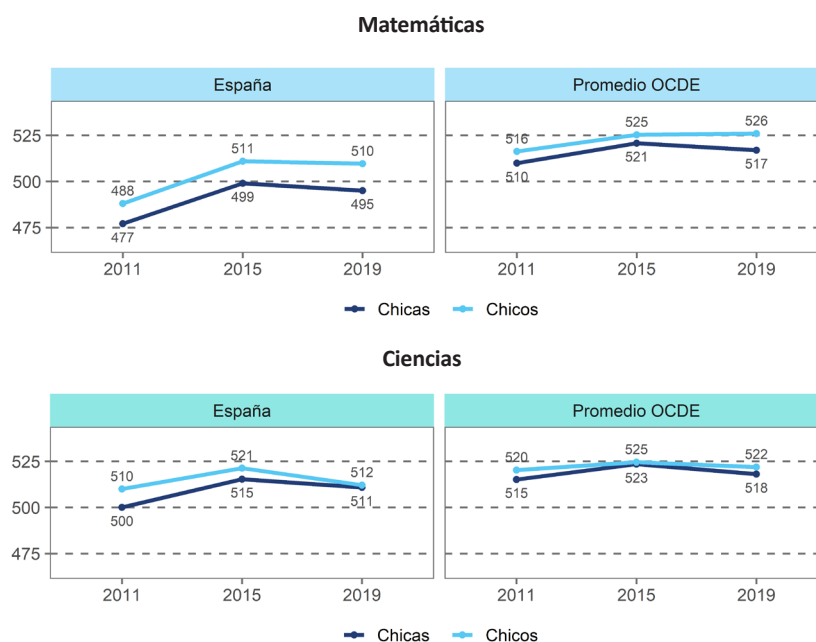 Matemáticas
España Promedio OCDE
525 511 510 516 525 526
500 488 499 495 510 521 517
475 477
2011 2015 2019 2011 2015 2019
Chicas Chicos
Ciencias
España Promedio OCDE
525 510 521 512 520 525 522
500 500 515 511 515 523 518
475
2011 2015 2019 2011 2015 2019
Chicas Chicos